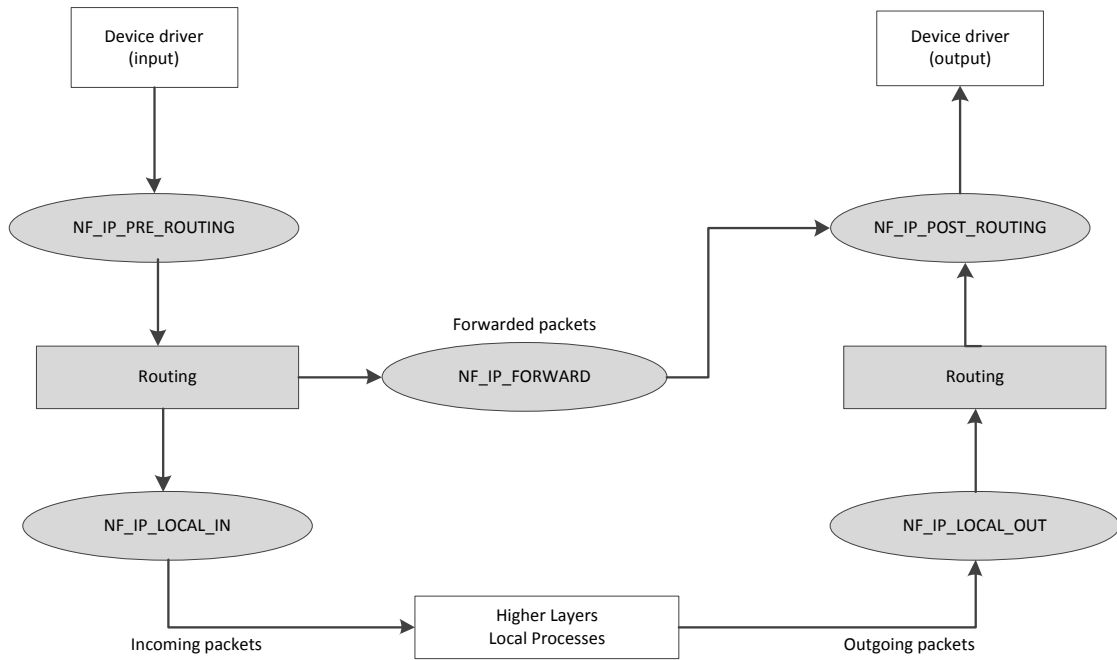 Device driver
(input)
Device driver
(output)
NF_IP_PRE_ROUTING
NF_IP_POST_ROUTING
Forwarded packets
Routing
NF_IP_FORWARD
Routing
NF_IP_LOCAL_IN
NF_IP_LOCAL_OUT
Higher Layers
Local Processes
Incoming packets
Outgoing packets